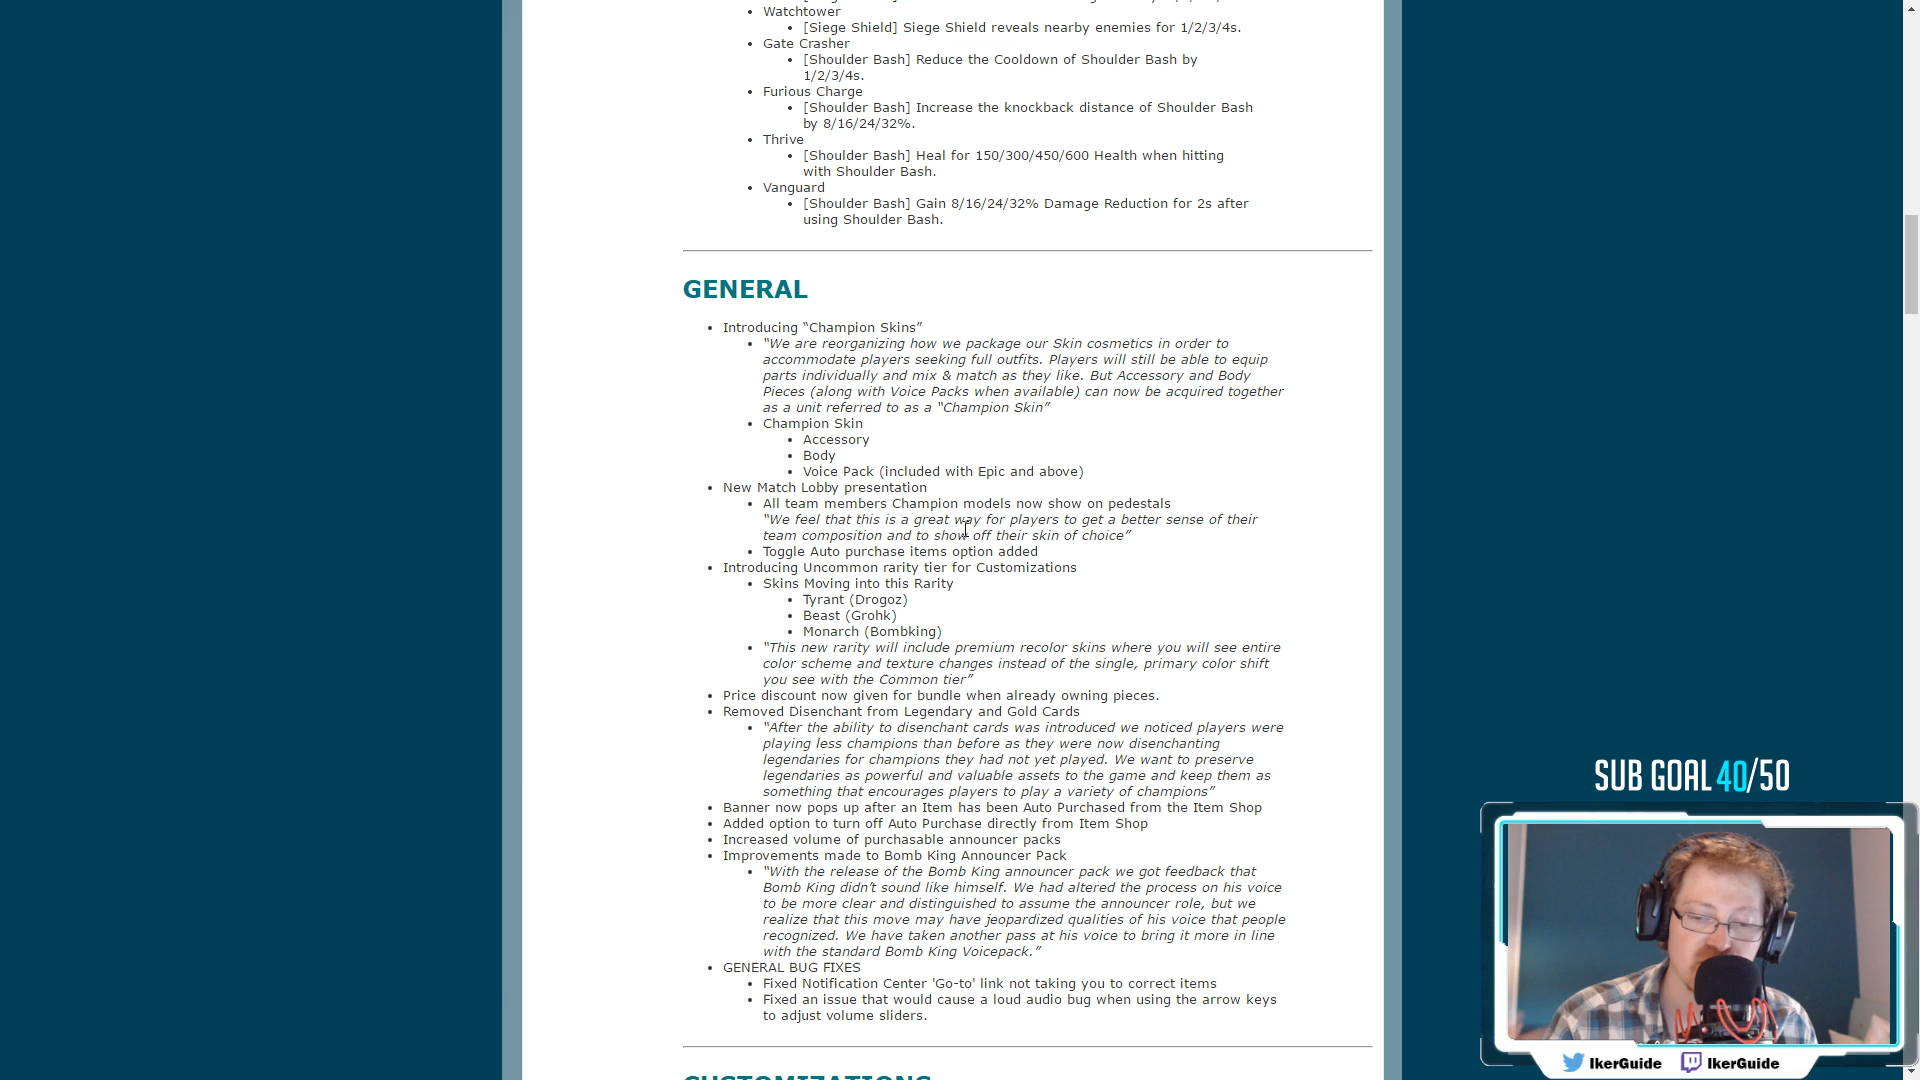 Watchtower
[Siege Shield] Siege Shield reveals nearby enemies for 1/2/3/4s.
Gate Crasher
[Shoulder Bash] Reduce the Cooldown of Shoulder Bash by
1/2/3/4s.
Furious Charge
[Shoulder Bash] Increase the knockback distance of Shoulder Bash
by 8/16/24/32%.
Thrive
[Shoulder Bash] Heal for 150/300/450/600 Health when hitting
with Shoulder Bash.
Vanguard
[Shoulder Bash] Gain 8/16/24/32% Damage Reduction for 2s after
using Shoulder Bash.
GENERAL
Introducing “Champion Skins”
“We are reorganizing how we package our Skin cosmetics in order to
accommodate players seeking full outfits. Players will still be able to equip
parts individually and mix & match as they like. But Accessory and Body
Pieces (along with Voice Packs when available) can now be acquired together
as a unit referred to as a “Champion Skin”
Champion Skin
Accessory
Body
Voice Pack (included with Epic and above)
New Match Lobby presentation
All team members Champion models now show on pedestals
“We feel that this is a great way for players to get a better sense of their
team composition and to show off their skin of choice”
Toggle Auto purchase items option added
Introducing Uncommon rarity tier for Customizations
Skins Moving into this Rarity
Tyrant (Drogoz)
Beast (Grohk)
Monarch (Bombking)
“This new rarity will include premium recolor skins where you will see entire
color scheme and texture changes instead of the single, primary color shift
you see with the Common tier”
Price discount now given for bundle when already owning pieces.
Removed Disenchant from Legendary and Gold Cards
“After the ability to disenchant cards was introduced we noticed players were
playing less champions than before as they were now disenchanting
legendaries for champions they had not yet played. We want to preserve
legendaries as powerful and valuable assets to the game and keep them as
something that encourages players to play a variety of champions”
Banner now pops up after an Item has been Auto Purchased from the Item Shop
Added option to turn off Auto Purchase directly from Item Shop
Increased volume of purchasable announcer packs
Improvements made to Bomb King Announcer Pack
“With the release of the Bomb King announcer pack we got feedback that
Bomb King didn’t sound like himself. We had altered the process on his voice
to be more clear and distinguished to assume the announcer role, but we
realize that this move may have jeopardized qualities of his voice that people
recognized. We have taken another pass at his voice to bring it more in line
with the standard Bomb King Voicepack.”
GENERAL BUG FIXES
Fixed Notification Center 'Go-to' link not taking you to correct items
Fixed an issue that would cause a loud audio bug when using the arrow keys
to adjust volume sliders.
CUSTOMIZATIONS
SUB GOAL 40/50
IkerGuide
IkerGuide